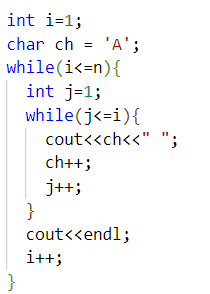 int i=1;
char ch = 'A';
while(i<=n){
  int j=1;
  while(j<=i){
    cout<<ch<<" ";
    ch++;
    j++;
  }
  cout<<endl;
  i++;
}